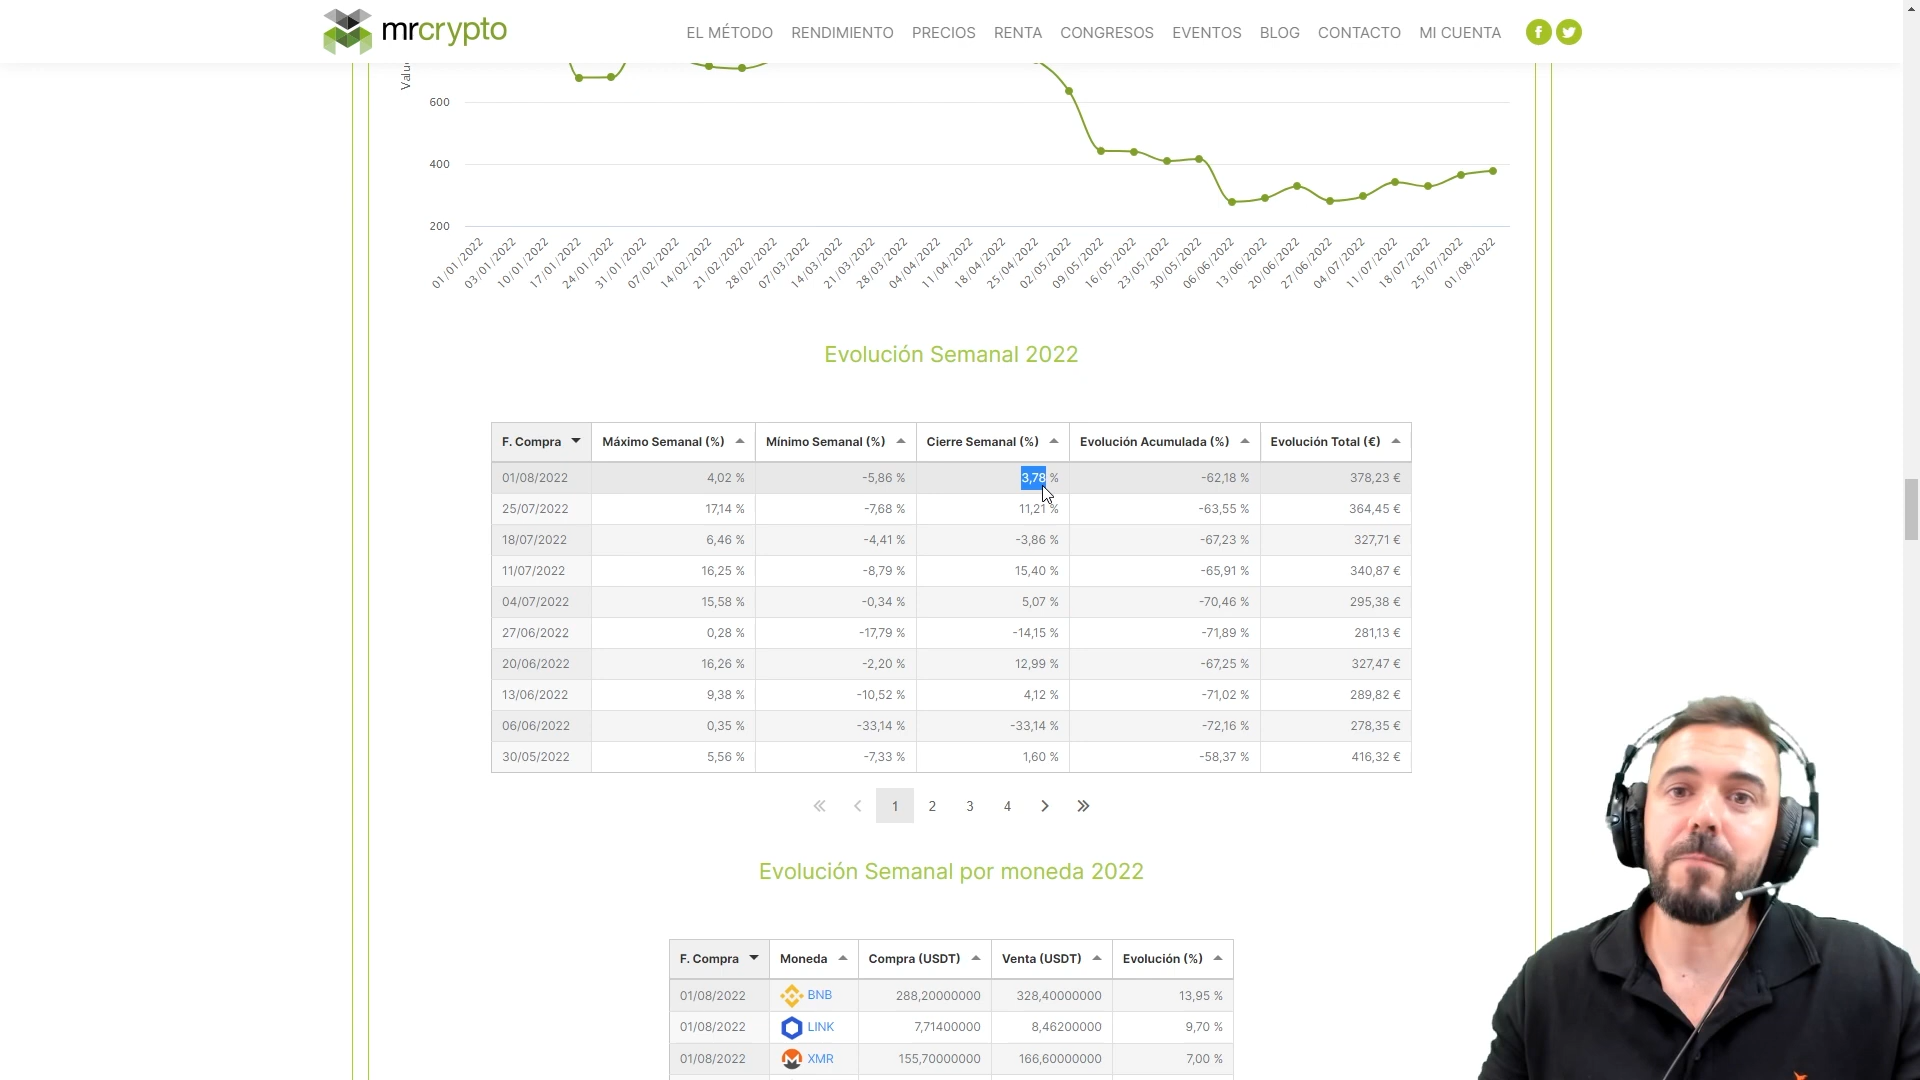 mrcrypto
EL MÉTODO RENDIMIENTO PRECIOS RENTA CONGRESOS EVENTOS BLOG CONTACTO MI CUENTA
600
400
200
01/01/2022 03/01/2022 10/01/2022 17/01/2022 24/01/2022 31/01/2022 07/02/2022 14/02/2022 21/02/2022 28/02/2022 07/03/2022 14/03/2022 21/03/2022 28/03/2022 04/04/2022 11/04/2022 18/04/2022 25/04/2022 02/05/2022 09/05/2022 16/05/2022 23/05/2022 30/05/2022 06/06/2022 13/06/2022 20/06/2022 27/06/2022 04/07/2022 11/07/2022 18/07/2022 25/07/2022 01/08/2022
Evolución Semanal 2022
F. Compra Máximo Semanal (%) Mínimo Semanal (%) Cierre Semanal (%) Evolución Acumulada (%) Evolución Total (€)
01/08/2022 4,02 % -5,86 % 3,78 % -62,18 % 378,23 €
25/07/2022 17,14 % -7,68 % 11,21 % -63,55 % 364,45 €
18/07/2022 6,46 % -4,41 % -3,86 % -67,23 % 327,71 €
11/07/2022 16,25 % -8,79 % 15,40 % -65,91 % 340,87 €
04/07/2022 15,58 % -0,34 % 5,07 % -70,46 % 295,38 €
27/06/2022 0,28 % -17,79 % -14,15 % -71,89 % 281,13 €
20/06/2022 16,26 % -2,20 % 12,99 % -67,25 % 327,47 €
13/06/2022 9,38 % -10,52 % 4,12 % -71,02 % 289,82 €
06/06/2022 0,35 % -33,14 % -33,14 % -72,16 % 278,35 €
30/05/2022 5,56 % -7,33 % 1,60 % -58,37 % 416,32 €
1 2 3 4
Evolución Semanal por moneda 2022
F. Compra Moneda Compra (USDT) Venta (USDT) Evolución (%)
01/08/2022 BNB 288,20000000 328,40000000 13,95 %
01/08/2022 LINK 7,71400000 8,46200000 9,70 %
01/08/2022 XMR 155,70000000 166,60000000 7,00 %